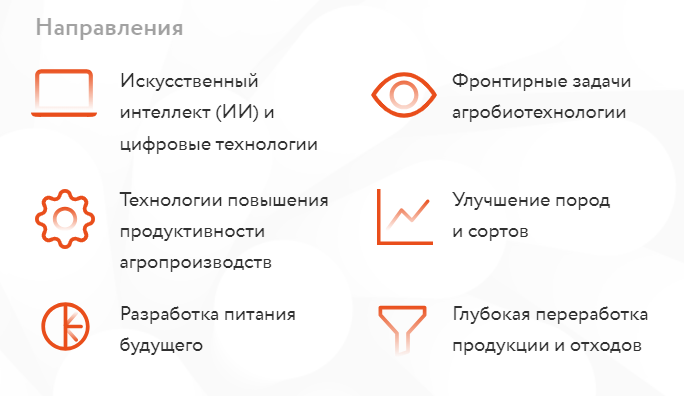 Направления
Искусственный
интеллект (ИИ) и
цифровые технологии
Фронтирные задачи
агробиотехнологии
Технологии повышения
продуктивности
агропроизводств
Улучшение пород
и сортов
Разработка питания
будущего
Глубокая переработка
продукции и отходов